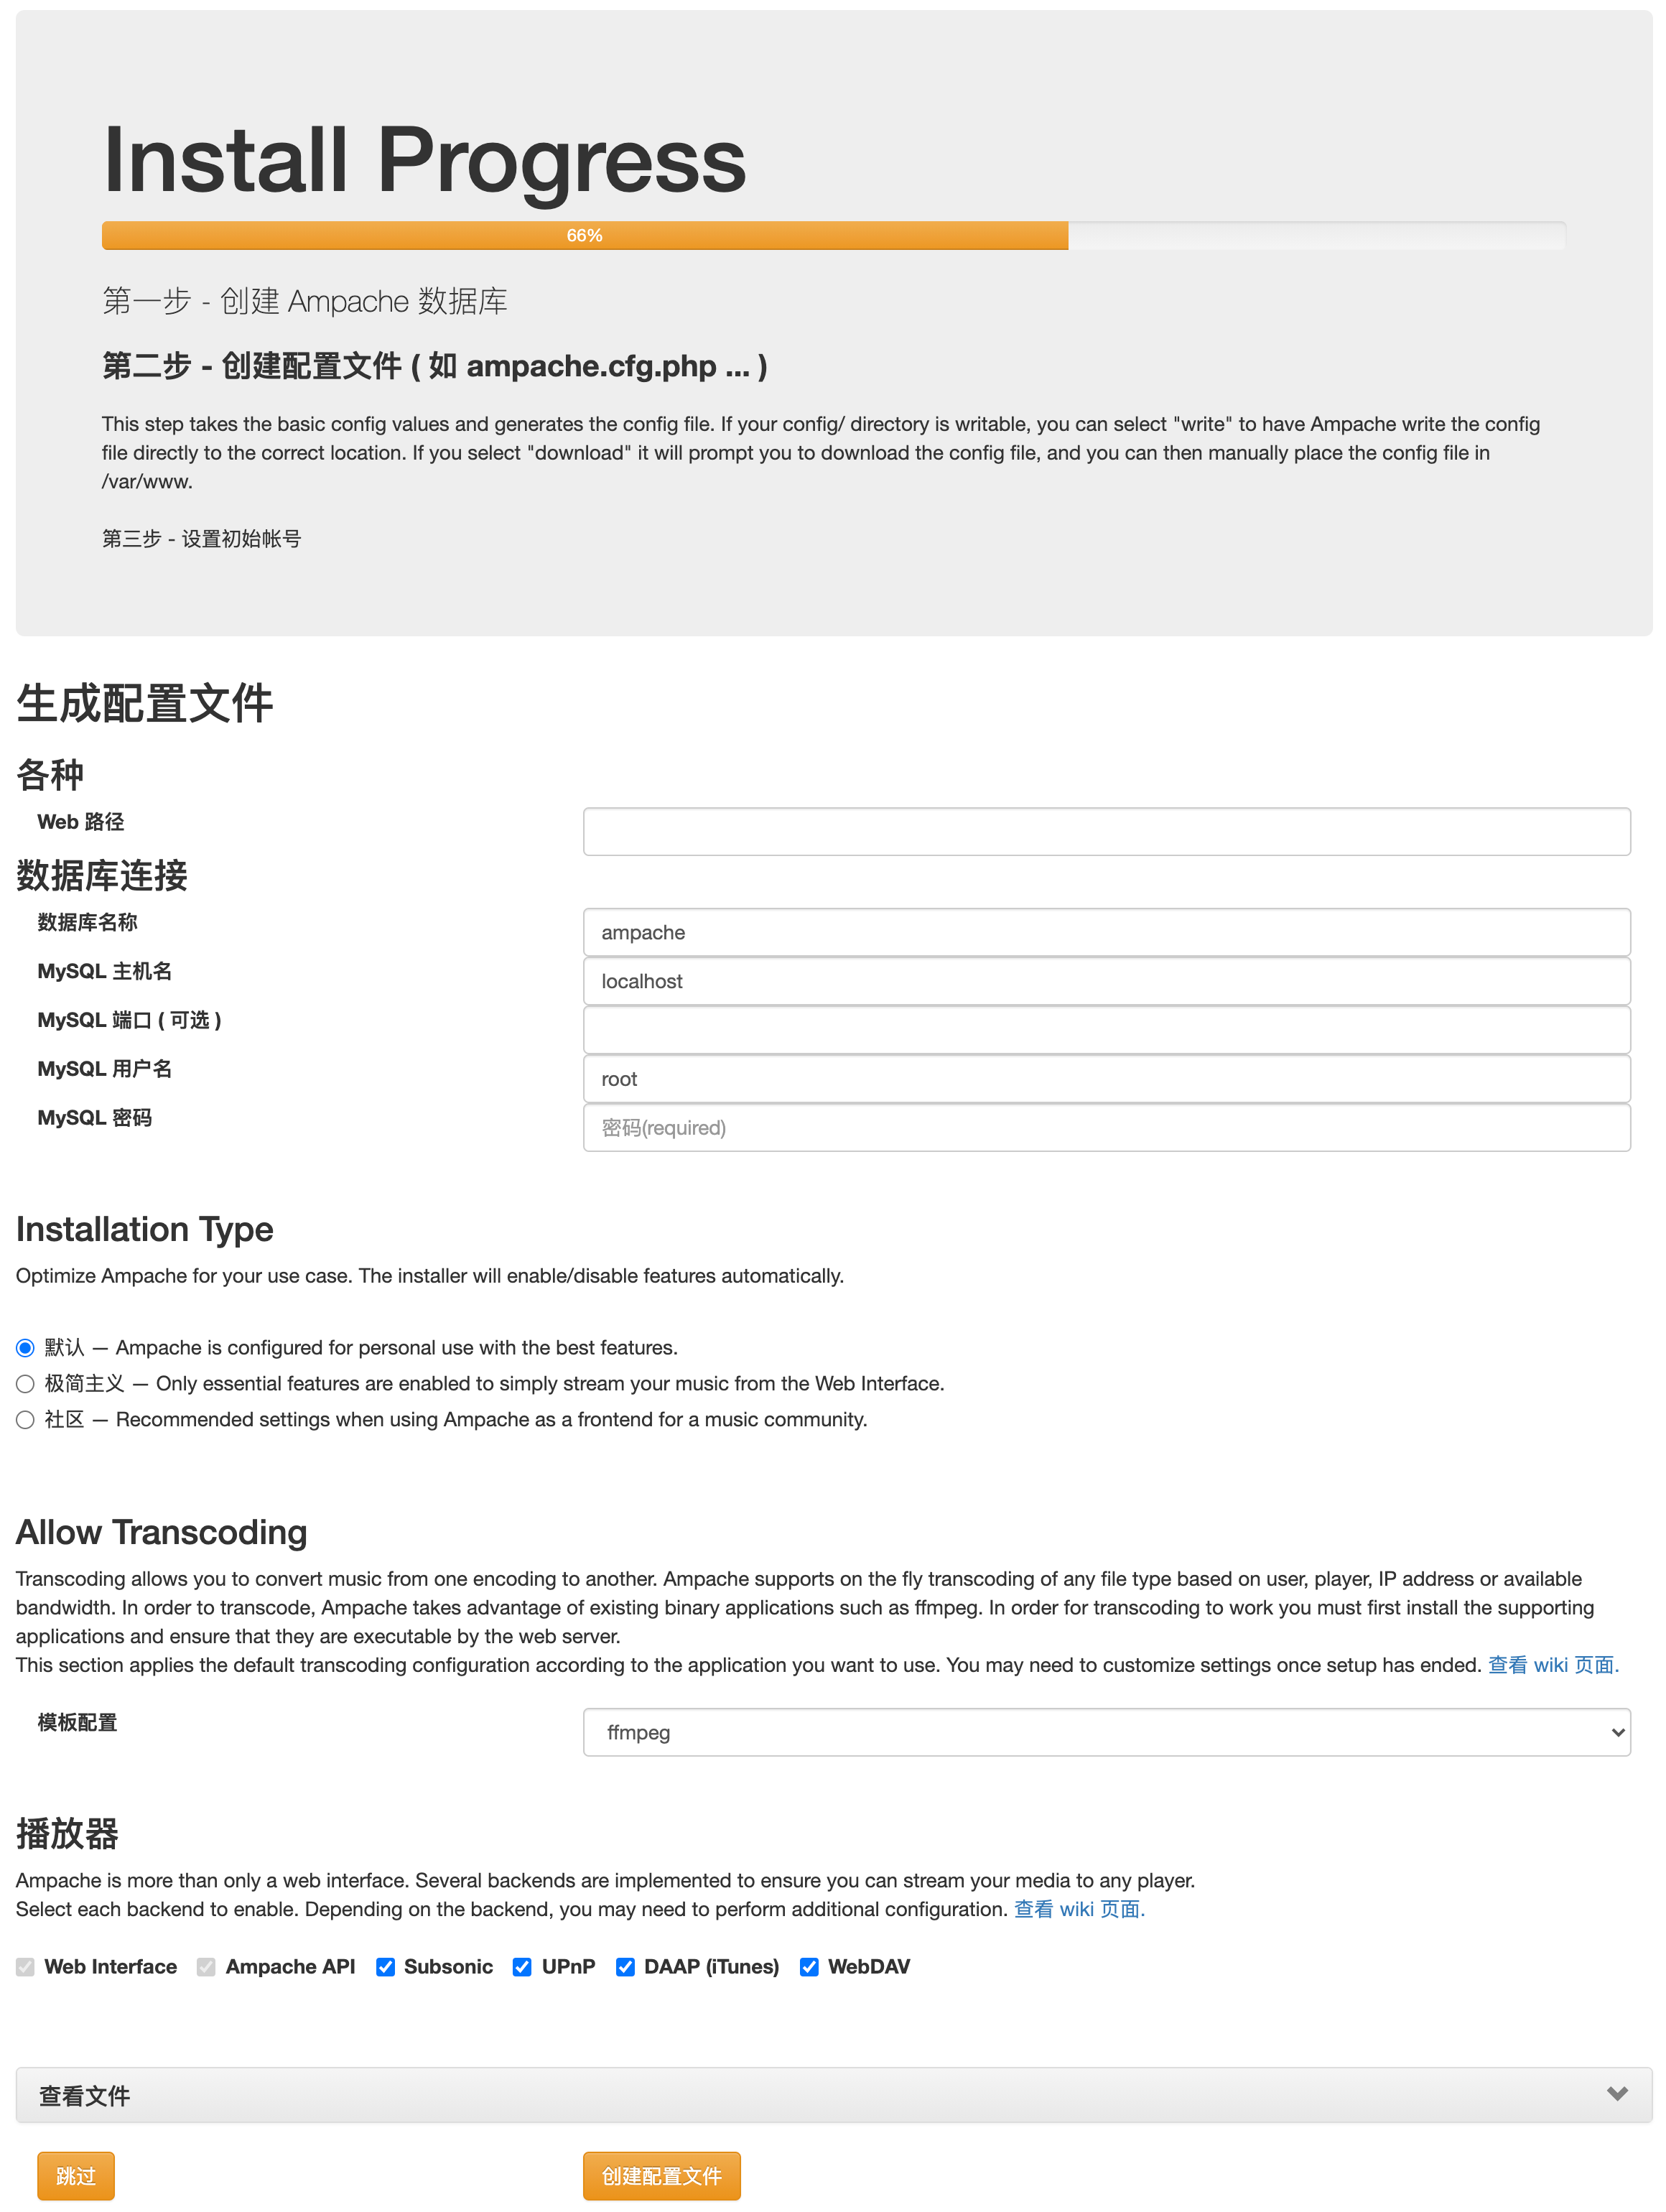 Install Progress
66%
第一步 - 创建 Ampache 数据库
第二步 - 创建配置文件 ( 如 ampache.cfg.php ... )
This step takes the basic config values and generates the config file. If your config/ directory is writable, you can select "write" to have Ampache write the config
file directly to the correct location. If you select "download" it will prompt you to download the config file, and you can then manually place the config file in
/var/www.
第三步 - 设置初始帐号
生成配置文件
各种
Web 路径
数据库连接
数据库名称 ampache
MySQL 主机名 localhost
MySQL 端口 ( 可选 )
MySQL 用户名 root
MySQL 密码 密码(required)
Installation Type
Optimize Ampache for your use case. The installer will enable/disable features automatically.
默认 — Ampache is configured for personal use with the best features.
极简主义 — Only essential features are enabled to simply stream your music from the Web Interface.
社区 — Recommended settings when using Ampache as a frontend for a music community.
Allow Transcoding
Transcoding allows you to convert music from one encoding to another. Ampache supports on the fly transcoding of any file type based on user, player, IP address or available
bandwidth. In order to transcode, Ampache takes advantage of existing binary applications such as ffmpeg. In order for transcoding to work you must first install the supporting
applications and ensure that they are executable by the web server.
This section applies the default transcoding configuration according to the application you want to use. You may need to customize settings once setup has ended. 查看 wiki 页面.
模板配置 ffmpeg
播放器
Ampache is more than only a web interface. Several backends are implemented to ensure you can stream your media to any player.
Select each backend to enable. Depending on the backend, you may need to perform additional configuration. 查看 wiki 页面.
Web Interface Ampache API Subsonic UPnP DAAP (iTunes) WebDAV
查看文件
跳过 创建配置文件